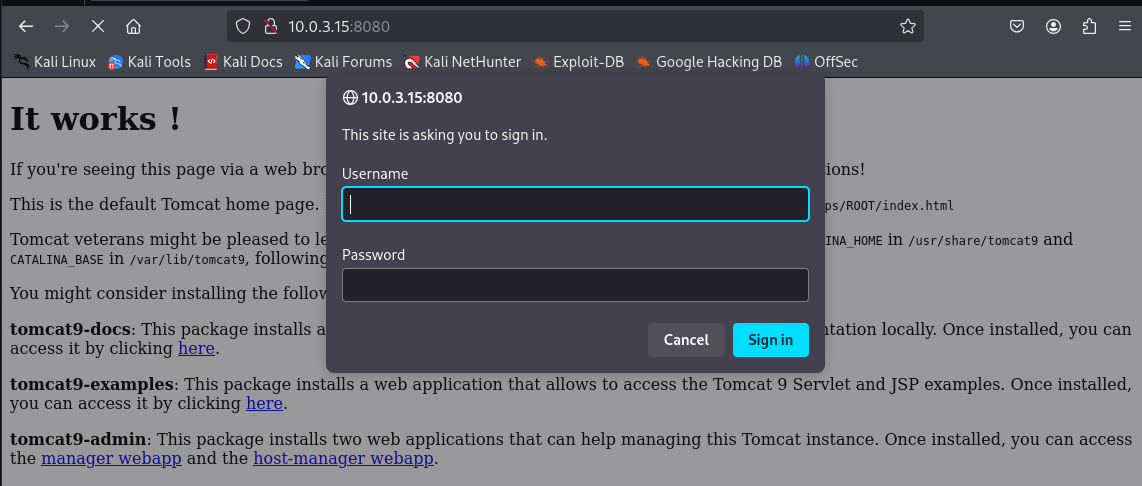 10.0.3.15:8080
Kali Linux Kali Tools Kali Docs Kali Forums Kali NetHunter Exploit-DB Google Hacking DB OffSec
10.0.3.15:8080
This site is asking you to sign in.
Username
Password
Cancel Sign in
It works !
If you're seeing this page via a web bro ions!
This is the default Tomcat home page. ps/ROOT/index.html
Tomcat veterans might be pleased to le INA_HOME in /usr/share/tomcat9 and
CATALINA_BASE in /var/lib/tomcat9, following
You might consider installing the follow
tomcat9-docs: This package installs a ntation locally. Once installed, you can
access it by clicking here.
tomcat9-examples: This package installs a web application that allows to access the Tomcat 9 Servlet and JSP examples. Once installed,
you can access it by clicking here.
tomcat9-admin: This package installs two web applications that can help managing this Tomcat instance. Once installed, you can access
the manager webapp and the host-manager webapp.